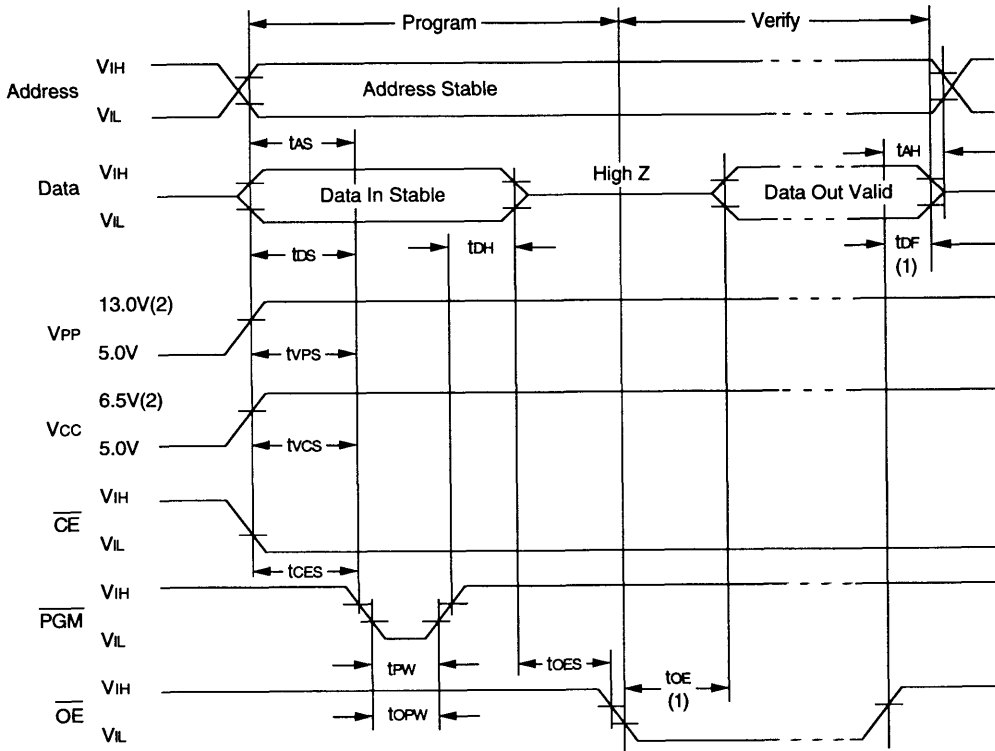 Program
Verify
Address
VIH
VIL
Address Stable
tAS
tAH
Data
VIH
VIL
Data In Stable
High Z
Data Out Valid
tDS
tDH
tDF
(1)
VPP
13.0V(2)
5.0V
tVPS
VCC
6.5V(2)
5.0V
tVCS
CE
VIH
VIL
tCES
PGM
VIH
VIL
tPW
tOES
tOE
(1)
tOPW
OE
VIH
VIL